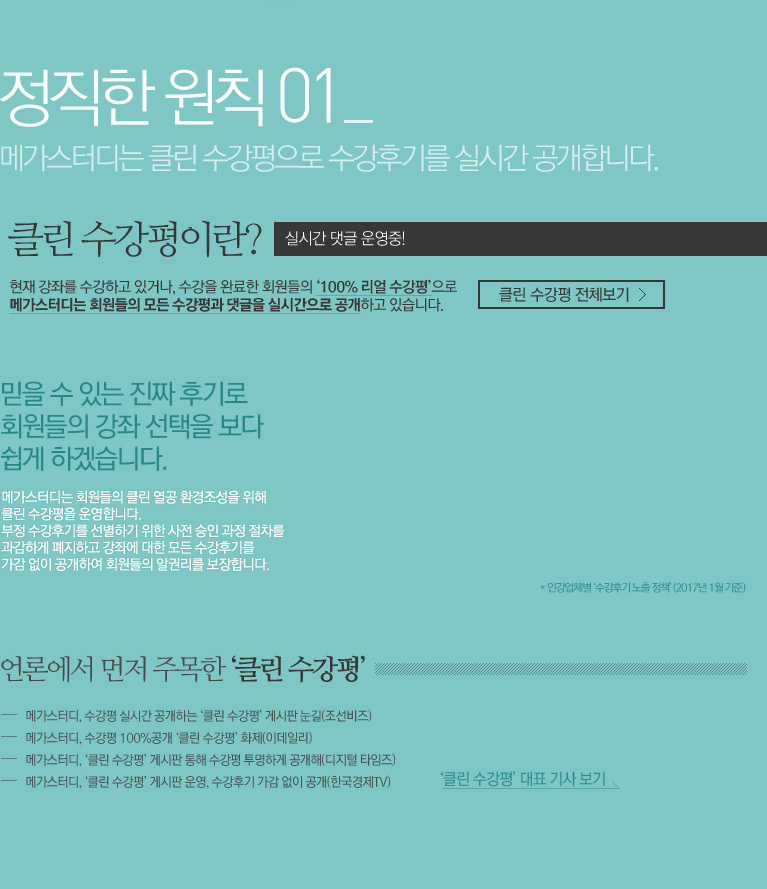 정직한 원칙 01_
메가스터디는 클린 수강평으로 수강후기를 실시간 공개합니다.
클린 수강평이란?
실시간 댓글 운영중!
현재 강좌를 수강하고 있거나, 수강을 완료한 회원들의 ‘100% 리얼 수강평’으로
메가스터디는 회원들의 모든 수강평과 댓글을 실시간으로 공개하고 있습니다.
클린 수강평 전체보기 >
믿을 수 있는 진짜 후기로
회원들의 강좌 선택을 보다
쉽게 하겠습니다.
메가스터디는 회원들의 클린 열공 환경조성을 위해
클린 수강평을 운영합니다.
부정 수강후기를 선별하기 위한 사전 승인 과정 절차를
과감하게 폐지하고 강좌에 대한 모든 수강후기를
가감 없이 공개하여 회원들의 알권리를 보장합니다.
* 인강업체별 ‘수강후기 노출 정책’ (2017년 1월 기준)
언론에서 먼저 주목한 ‘클린 수강평’
메가스터디, 수강평 실시간 공개하는 ‘클린 수강평’ 게시판 눈길(조선비즈)
메가스터디, 수강평 100%공개 ‘클린 수강평’ 화제(이데일리)
메가스터디, ‘클린 수강평’ 게시판 통해 수강평 투명하게 공개해(디지털 타임즈)
메가스터디, ‘클린 수강평’ 게시판 운영, 수강후기 가감 없이 공개(한국경제TV)
‘클린 수강평’ 대표 기사 보기